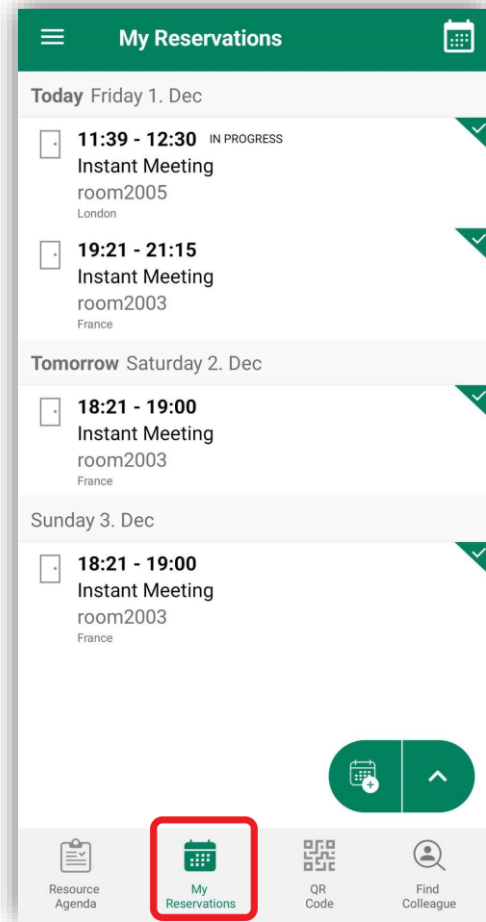 My Reservations
Today Friday 1. Dec
11:39 - 12:30 IN PROGRESS
Instant Meeting
room2005
London
19:21 - 21:15
Instant Meeting
room2003
France
Tomorrow Saturday 2. Dec
18:21 - 19:00
Instant Meeting
room2003
France
Sunday 3. Dec
18:21 - 19:00
Instant Meeting
room2003
France
Resource
Agenda
My
Reservations
QR
Code
Find
Colleague